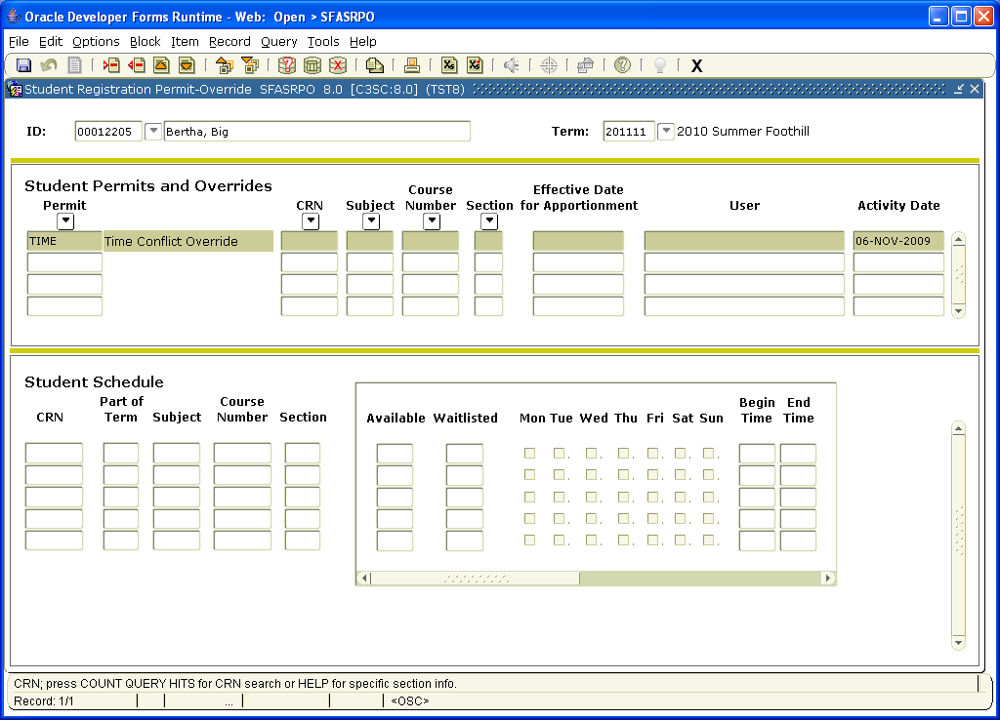 Oracle Developer Forms Runtime - Web: Open > SFASRPO
File Edit Options Block Item Record Query Tools Help
X
Student Registration Permit-Override SFASRPO 8.0 [C3SC:8.0] (TST8)
ID: 00012205 Bertha, Big Term: 201111 2010 Summer Foothill
Student Permits and Overrides
Permit CRN Subject Course Number Section Effective Date for Apportionment User Activity Date
TIME Time Conflict Override 06-NOV-2009
Student Schedule
CRN Part of Term Subject Course Number Section Available Waitlisted Mon Tue Wed Thu Fri Sat Sun Begin Time End Time
CRN; press COUNT QUERY HITS for CRN search or HELP for specific section info.
Record: 1/1 ... <OSC>